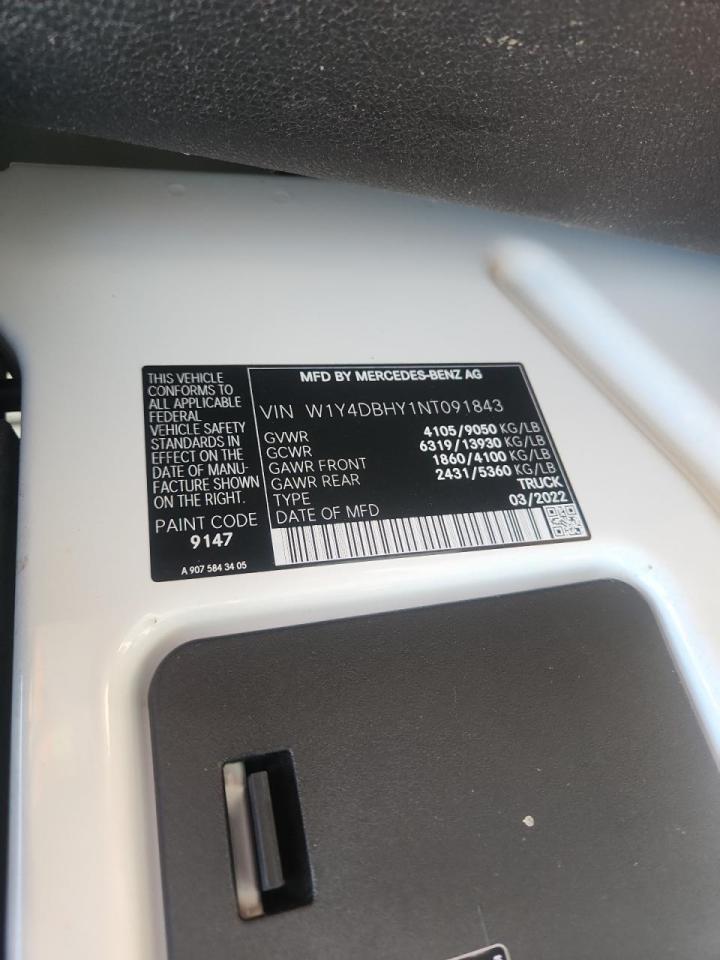 THIS VEHICLE
CONFORMS TO
ALL APPLICABLE
FEDERAL
VEHICLE SAFETY
STANDARDS IN
EFFECT ON THE
DATE OF MANU-
FACTURE SHOWN
ON THE RIGHT.
PAINT CODE
9147
A 907 584 34 05
MFD BY MERCEDES-BENZ AG
VIN W1Y4DBHY1NT091843
GVWR 4105/9050 KG/LB
GCWR 6319/13930 KG/LB
GAWR FRONT 1860/4100 KG/LB
GAWR REAR 2431/5360 KG/LB
TYPE TRUCK
DATE OF MFD 03/2022